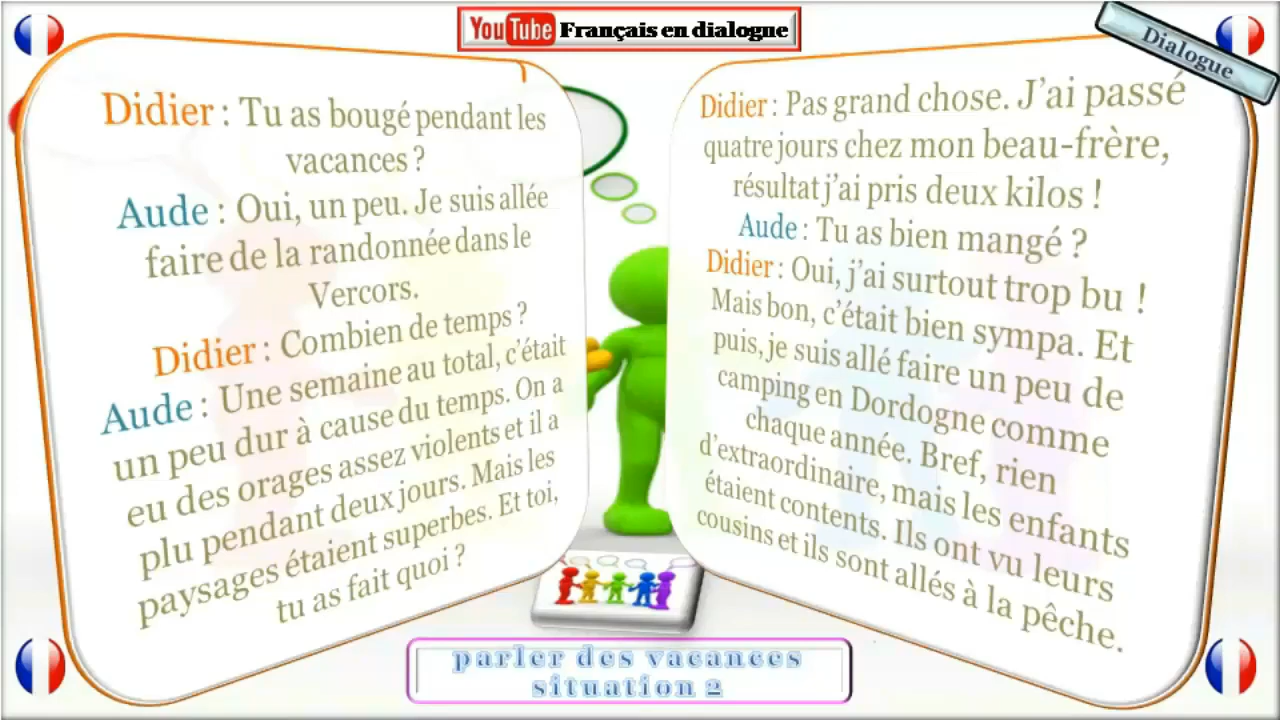 YouTube Français en dialogue
Dialogue
Didier : Tu as bougé pendant les
vacances ?
Aude : Oui, un peu. Je suis allée
faire de la randonnée dans le
Vercors.
Didier : Combien de temps ?
Aude : Une semaine au total, c'était
un peu dur à cause du temps. On a
eu des orages assez violents et il a
plu pendant deux jours. Mais les
paysages étaient superbes. Et toi,
tu as fait quoi ?
Didier : Pas grand chose. J'ai passé
quatre jours chez mon beau-frère,
résultat j'ai pris deux kilos !
Aude : Tu as bien mangé ?
Didier : Oui, j'ai surtout trop bu !
Mais bon, c'était bien sympa. Et
puis, je suis allé faire un peu de
camping en Dordogne comme
chaque année. Bref, rien
d'extraordinaire, mais les enfants
étaient contents. Ils ont vu leurs
cousins et ils sont allés à la pêche.
parler des vacances
situation 2